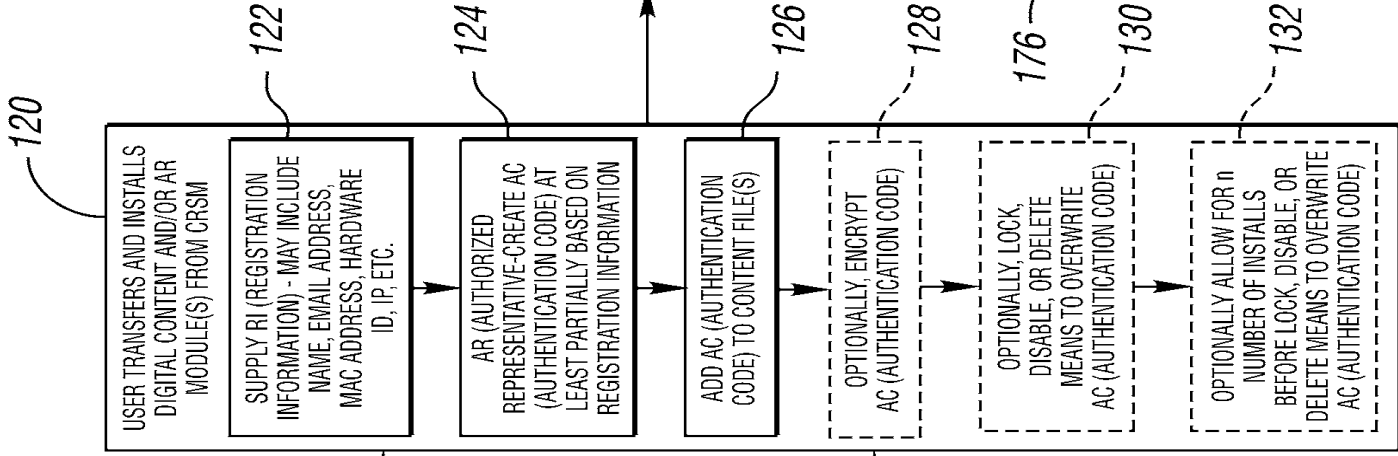 120
USER TRANSFERS AND INSTALLS
DIGITAL CONTENT AND/OR AR
MODULE(S) FROM CRSM
122
SUPPLY RI (REGISTRATION
INFORMATION) - MAY INCLUDE
NAME, EMAIL ADDRESS,
MAC ADDRESS, HARDWARE
ID, IP, ETC.
124
AR (AUTHORIZED
REPRESENTATIVE-CREATE AC
(AUTHENTICATION CODE) AT
LEAST PARTIALLY BASED ON
REGISTRATION INFORMATION
126
ADD AC (AUTHENTICATION
CODE) TO CONTENT FILE(S)
128
OPTIONALLY, ENCRYPT
AC (AUTHENTICATION CODE)
176
130
OPTIONALLY, LOCK,
DISABLE, OR DELETE
MEANS TO OVERWRITE
AC (AUTHENTICATION CODE)
132
OPTIONALLY ALLOW FOR n
NUMBER OF INSTALLS
BEFORE LOCK, DISABLE, OR
DELETE MEANS TO OVERWRITE
AC (AUTHENTICATION CODE)